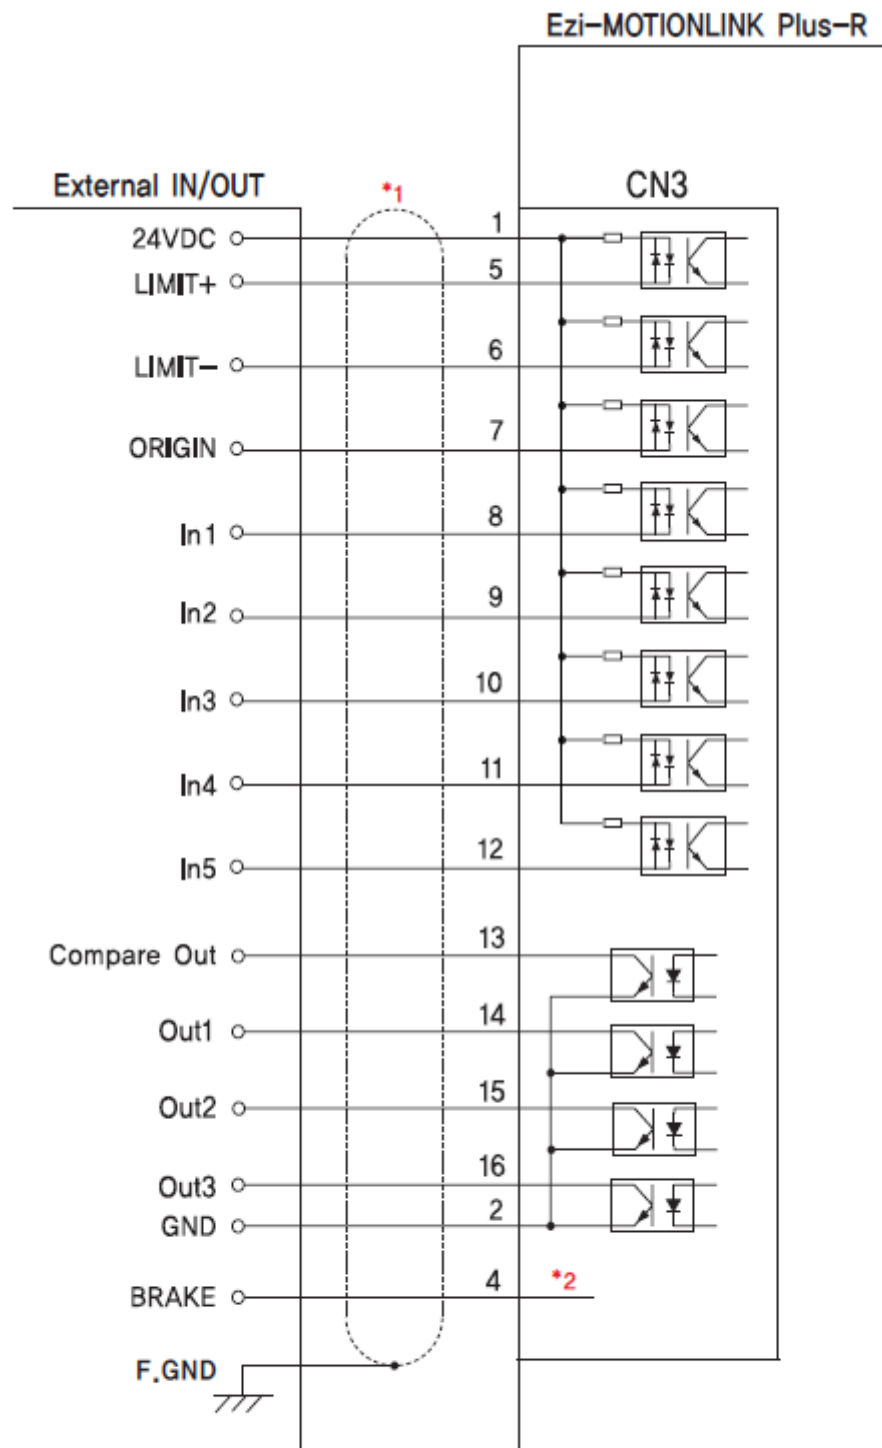 Ezi-MOTIONLINK Plus-R
External IN/OUT *1 CN3
24VDC 1
LIMIT+ 5
LIMIT- 6
ORIGIN 7
In1 8
In2 9
In3 10
In4 11
In5 12
Compare Out 13
Out1 14
Out2 15
Out3 16
GND 2
BRAKE 4 *2
F.GND